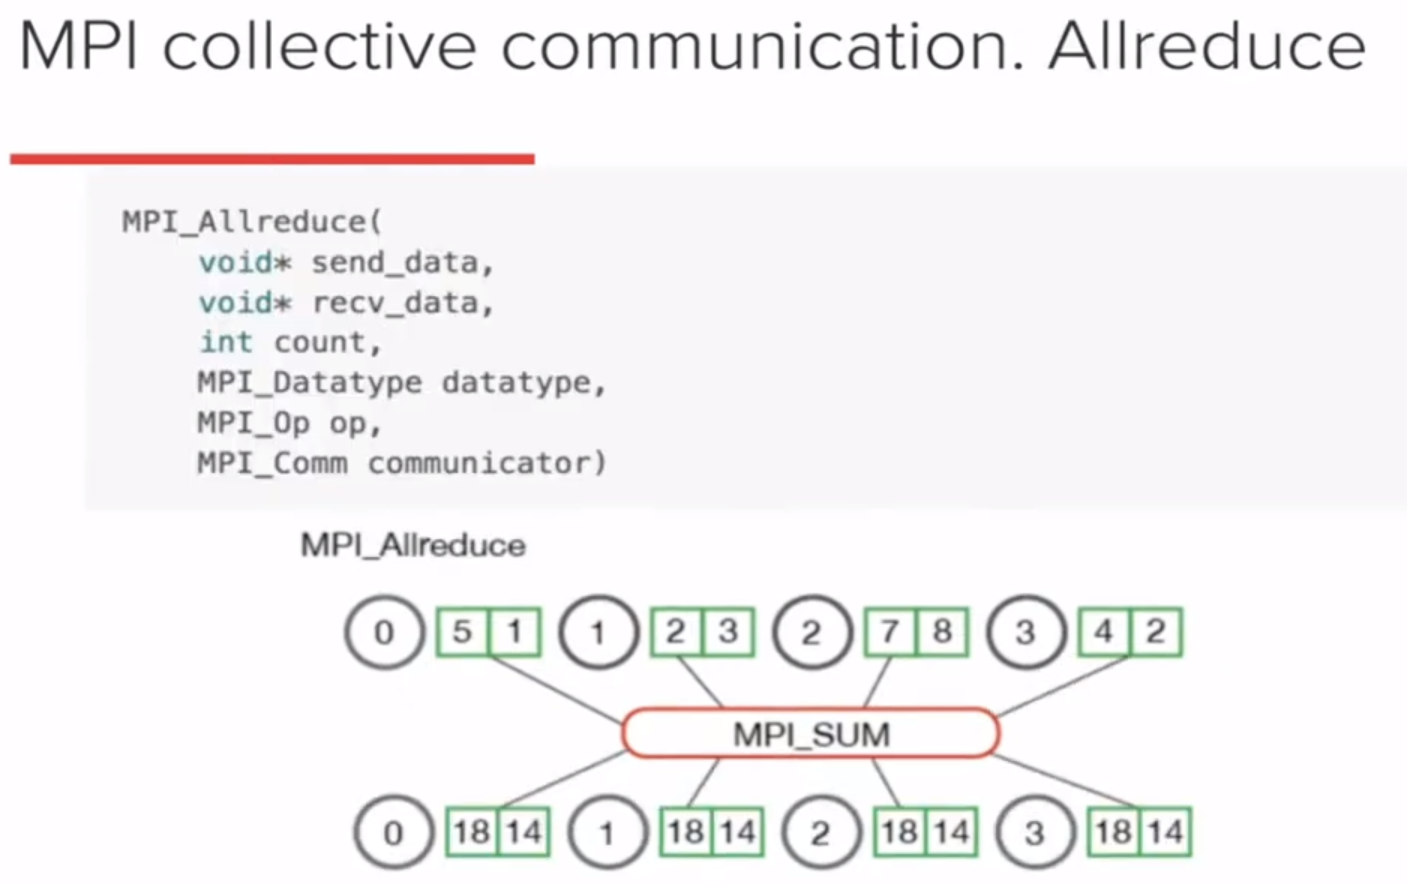 MPI collective communication. Allreduce
MPI_Allreduce(
void* send_data,
void* recv_data,
int count,
MPI_Datatype datatype,
MPI_Op op,
MPI_Comm communicator)
MPI_Allreduce
0 5 1 1 2 3 2 7 8 3 4 2
MPI_SUM
0 18 14 1 18 14 2 18 14 3 18 14